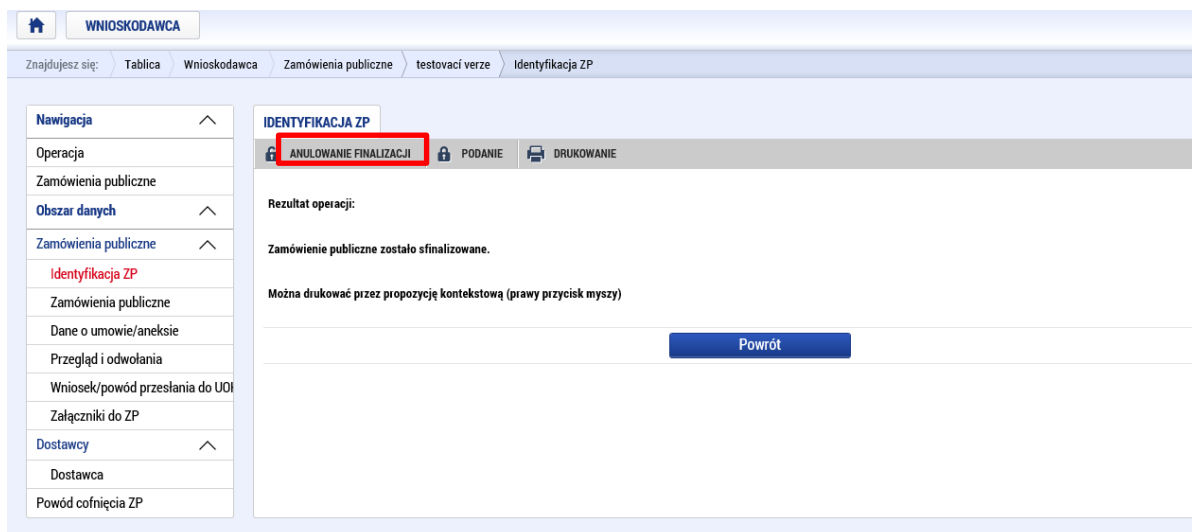 WNIOSKODAWCA
Znajdujesz się: Tablica Wnioskodawca Zamówienia publiczne testovací verze Identyfikacja ZP
Nawigacja
Operacja
Zamówienia publiczne
Obszar danych
Zamówienia publiczne
Identyfikacja ZP
Zamówienia publiczne
Dane o umowie/aneksie
Przegląd i odwołania
Wniosek/powód przesłania do UOH
Załączniki do ZP
Dostawcy
Dostawca
Powód cofnięcia ZP
IDENTYFIKACJA ZP
ANULOWANIE FINALIZACJI PODANIE DRUKOWANIE
Rezultat operacji:
Zamówienie publiczne zostało sfinalizowane.
Można drukować przez propozycję kontekstową (prawy przycisk myszy)
Powrót